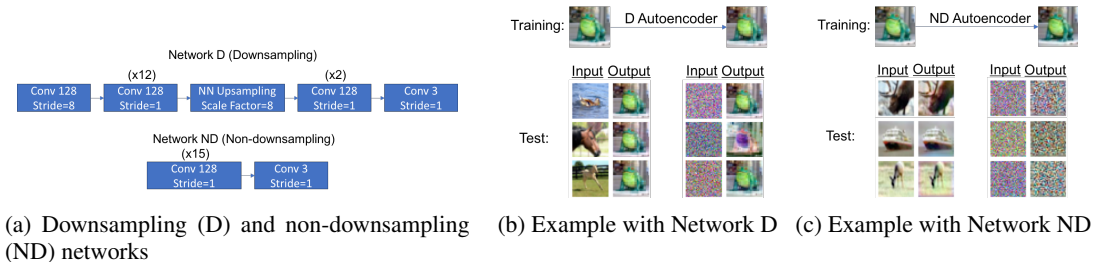 Network D (Downsampling)
(x12)
(x2)
Conv 128
Stride=8
Conv 128
Stride=1
NN Upsampling
Scale Factor=8
Conv 128
Stride=1
Conv 3
Stride=1
Network ND (Non-downsampling)
(x15)
Conv 128
Stride=1
Conv 3
Stride=1
(a) Downsampling (D) and non-downsampling
(ND) networks
Training:
D Autoencoder
Input Output
Input Output
Test:
(b) Example with Network D
Training:
ND Autoencoder
Input Output
Input Output
Test:
(c) Example with Network ND